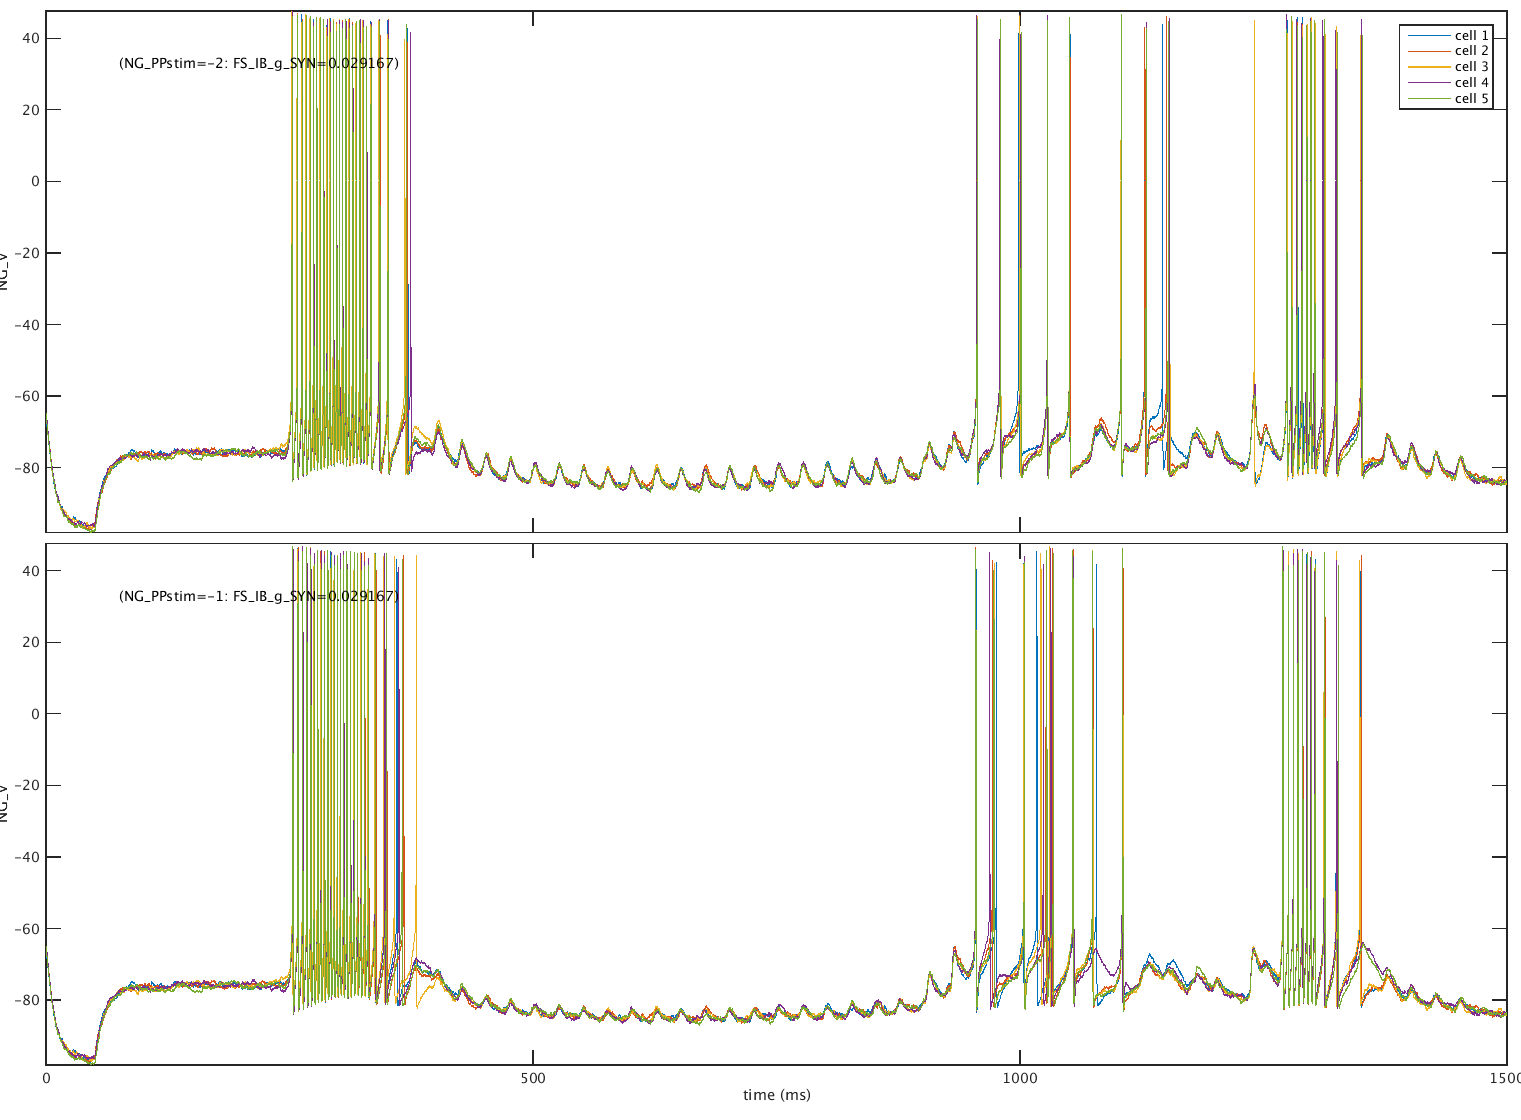 40
20
0
−20
−40
−60
−80
NG_V
(NG_PPstim=−2: FS_IB_g_SYN=0.029167)
cell 1
cell 2
cell 3
cell 4
cell 5
40
20
0
−20
−40
−60
−80
NG_V
(NG_PPstim=−1: FS_IB_g_SYN=0.029167)
0
500
1000
1500
time (ms)